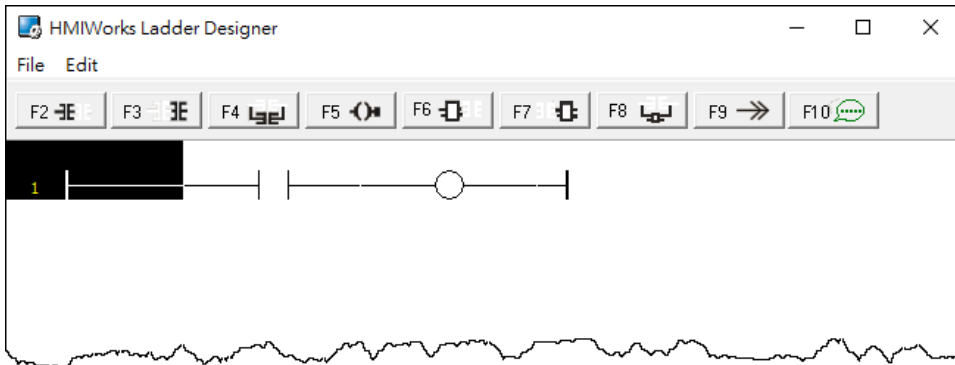 HMIWorks Ladder Designer
File Edit
F2 F3 F4 F5 F6 F7 F8 F9 F10
1